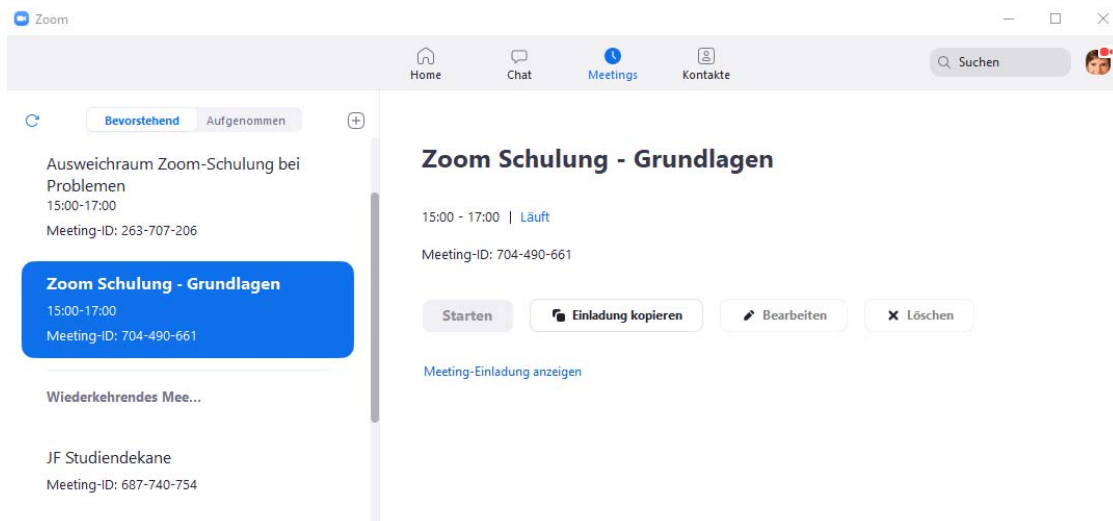 Zoom
Home
Chat
Meetings
Kontakte
Suchen
Bevorstehend
Aufgenommen
Ausweichraum Zoom-Schulung bei
Problemen
15:00-17:00
Meeting-ID: 263-707-206
Zoom Schulung - Grundlagen
15:00-17:00
Meeting-ID: 704-490-661
Wiederkehrendes Mee...
JF Studiendekane
Meeting-ID: 687-740-754
Zoom Schulung - Grundlagen
15:00 - 17:00 | Läuft
Meeting-ID: 704-490-661
Starten
Einladung kopieren
Bearbeiten
Löschen
Meeting-Einladung anzeigen